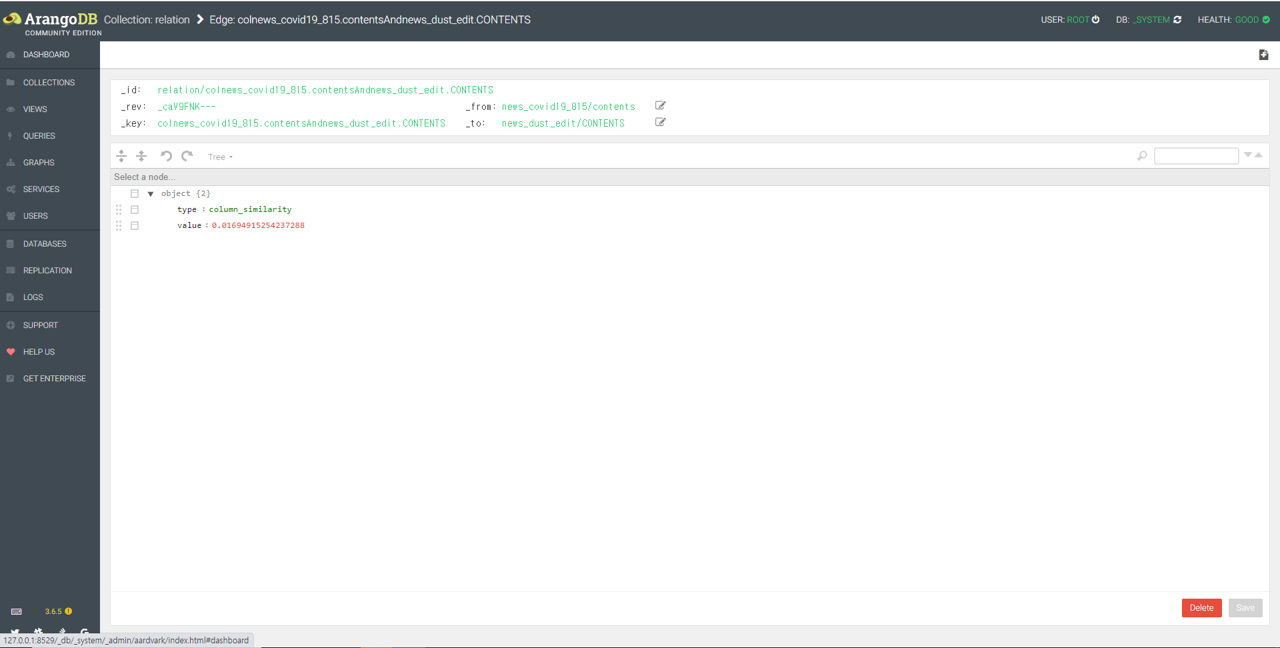 ArangoDB
COMMUNITY EDITION
Collection: relation > Edge: colnews_covid19_815.contentsAndnews_dust_edit.CONTENTS
USER: ROOT DB: _SYSTEM HEALTH: GOOD
DASHBOARD
COLLECTIONS
VIEWS
QUERIES
GRAPHS
SERVICES
USERS
DATABASES
REPLICATION
LOGS
SUPPORT
HELP US
GET ENTERPRISE
3.6.5
_id: relation/colnews_covid19_815.contentsAndnews_dust_edit.CONTENTS
_rev: _caV9FNK--- _from: news_covid19_815/contents
_key: colnews_covid19_815.contentsAndnews_dust_edit.CONTENTS _to: news_dust_edit/CONTENTS
Tree
Select a node...
object {2}
type : column_similarity
value : 0.01694915254237288
Delete Save
127.0.0.1:8529/_db/_system/_admin/aardvark/index.html#dashboard